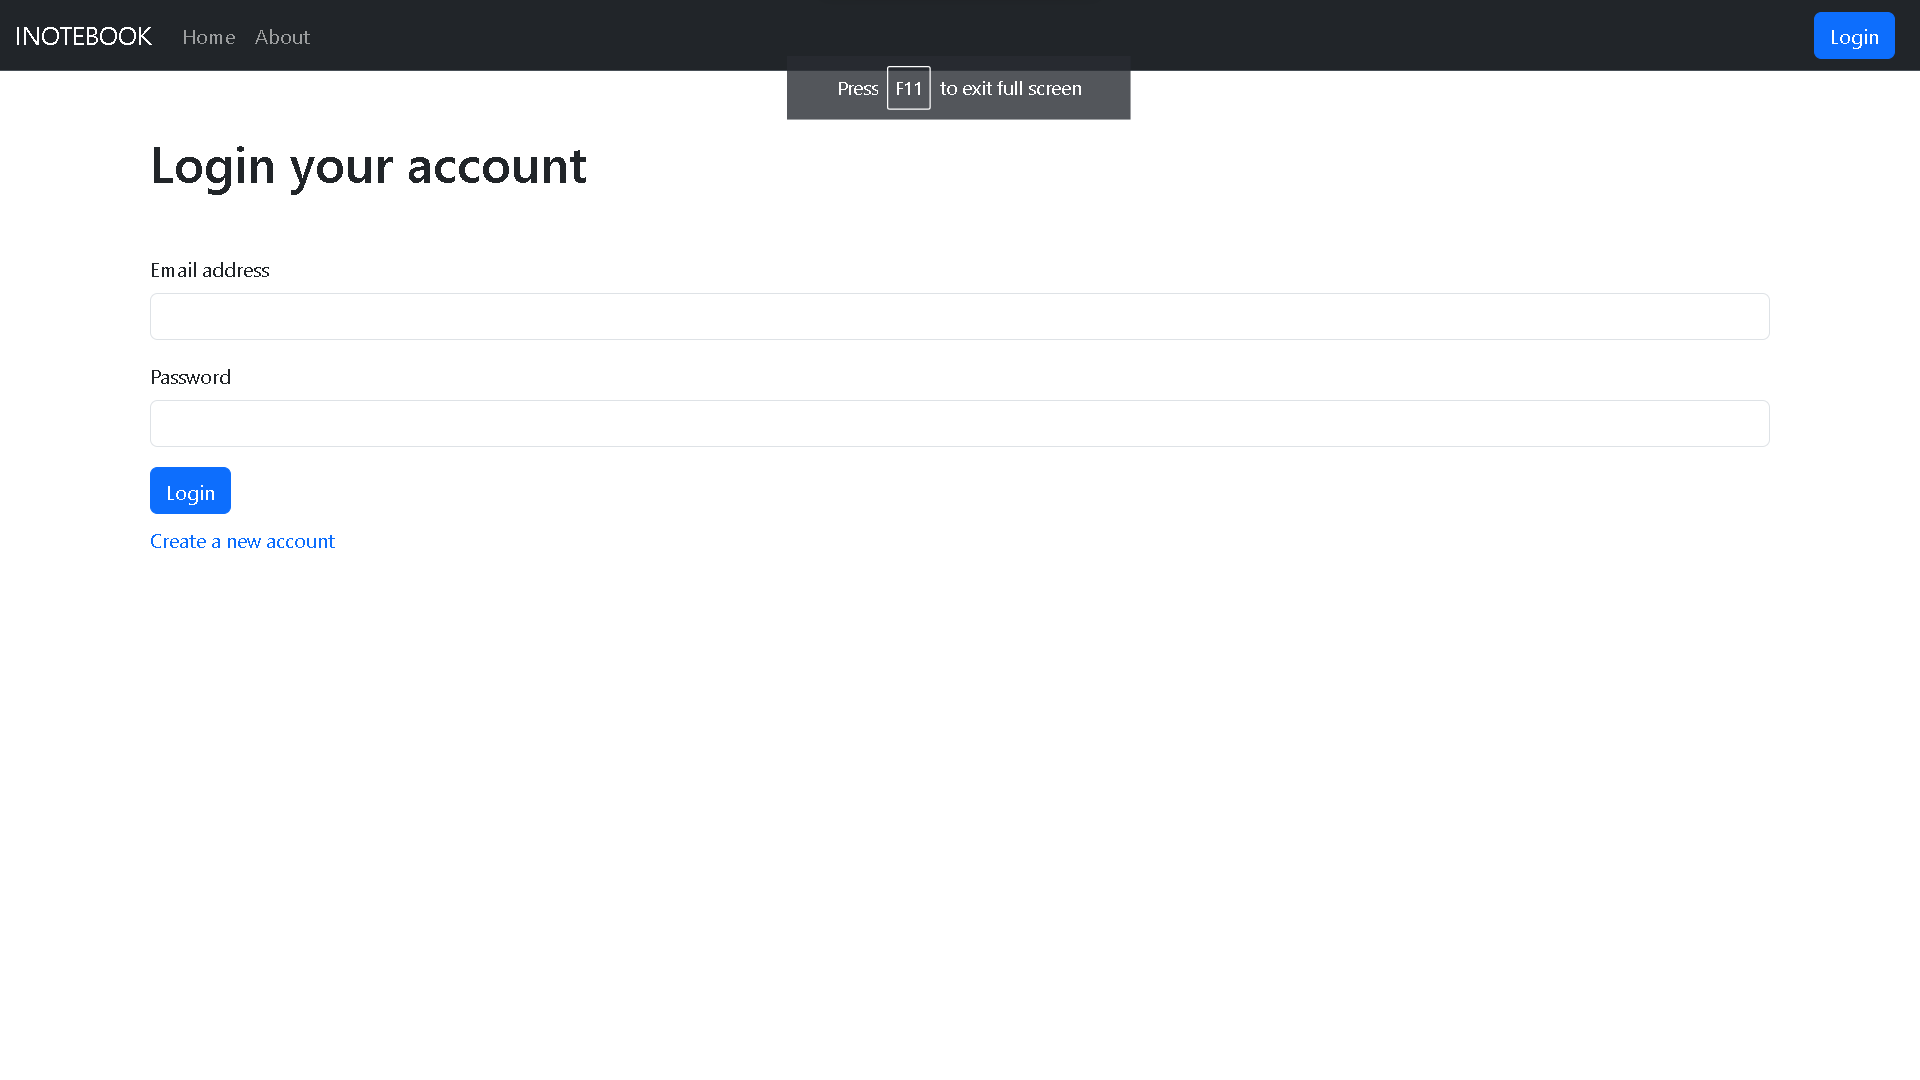 INOTEBOOK Home About Login
Press F11 to exit full screen
Login your account
Email address
Password
Login
Create a new account